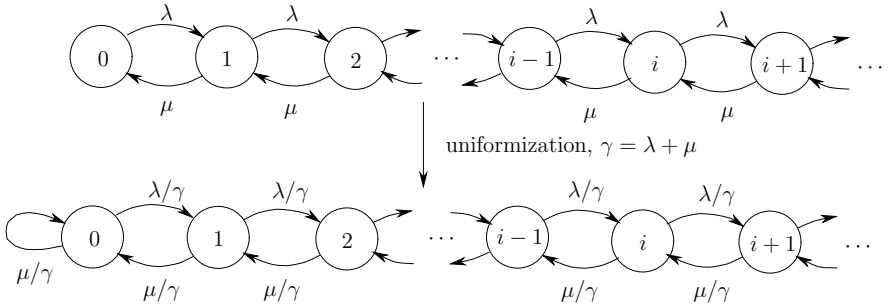 λ λ λ λ
0 1 2 ⋯ i − 1 i i + 1 ⋯
μ μ μ μ
uniformization, γ = λ + μ
λ/γ λ/γ λ/γ λ/γ
0 1 2 ⋯ i − 1 i i + 1 ⋯
μ/γ μ/γ μ/γ μ/γ μ/γ